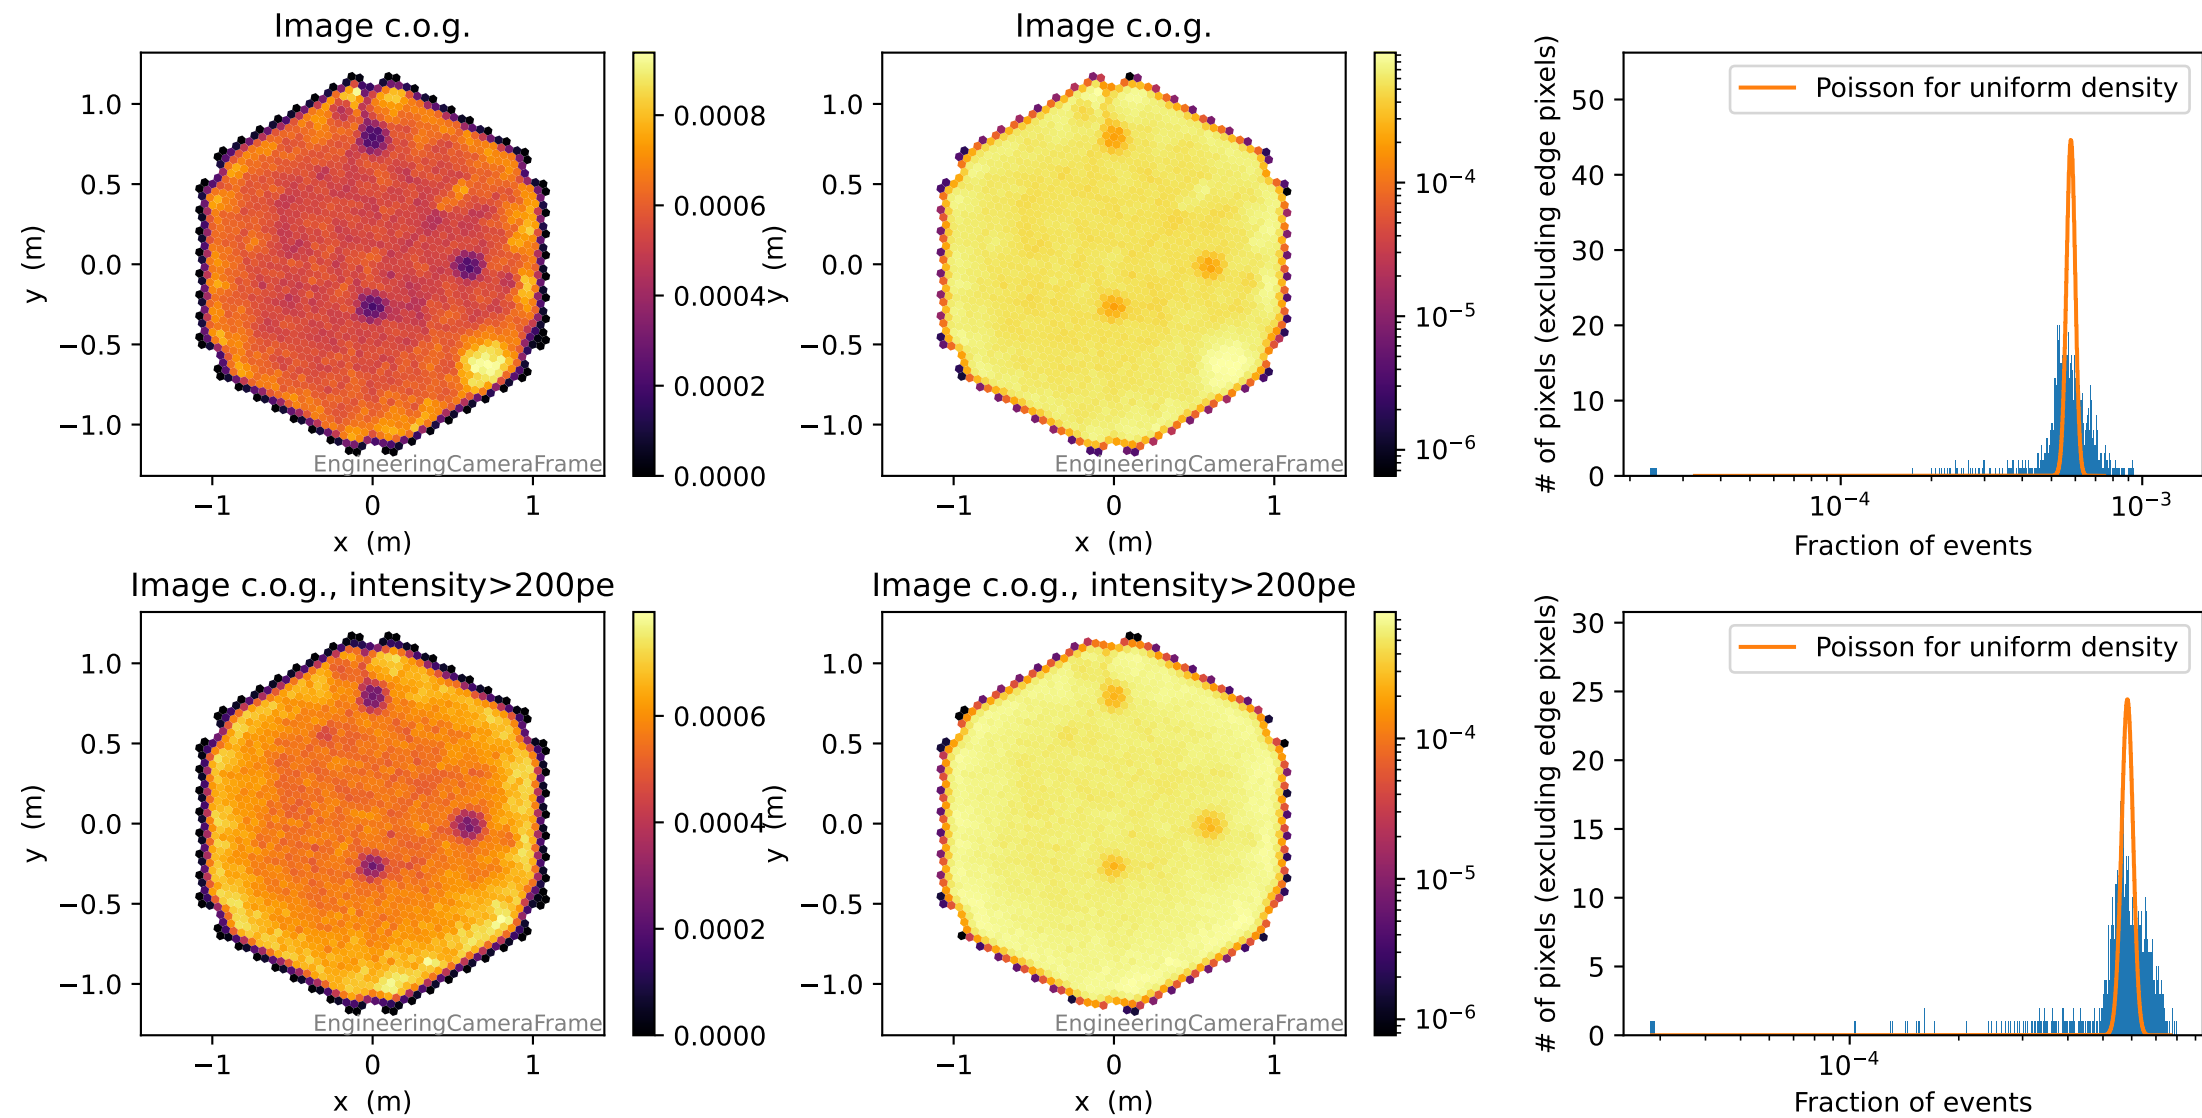 Image c.o.g.
1.0
0.5
0.0
−0.5
−1.0
y (m)
−1
0
1
x (m)
EngineeringCameraFrame
0.0008
0.0006
0.0004
0.0002
0.0000
Image c.o.g.
1.0
0.5
0.0
−0.5
−1.0
y (m)
−1
0
1
x (m)
EngineeringCameraFrame
10⁻⁴
10⁻⁵
10⁻⁶
# of pixels (excluding edge pixels)
50
40
30
20
10
0
Poisson for uniform density
10⁻⁴
10⁻³
Fraction of events
Image c.o.g., intensity>200pe
1.0
0.5
0.0
−0.5
−1.0
y (m)
−1
0
1
x (m)
EngineeringCameraFrame
0.0006
0.0004
0.0002
0.0000
Image c.o.g., intensity>200pe
1.0
0.5
0.0
−0.5
−1.0
y (m)
−1
0
1
x (m)
EngineeringCameraFrame
10⁻⁴
10⁻⁵
10⁻⁶
# of pixels (excluding edge pixels)
30
25
20
15
10
5
0
Poisson for uniform density
10⁻⁴
Fraction of events